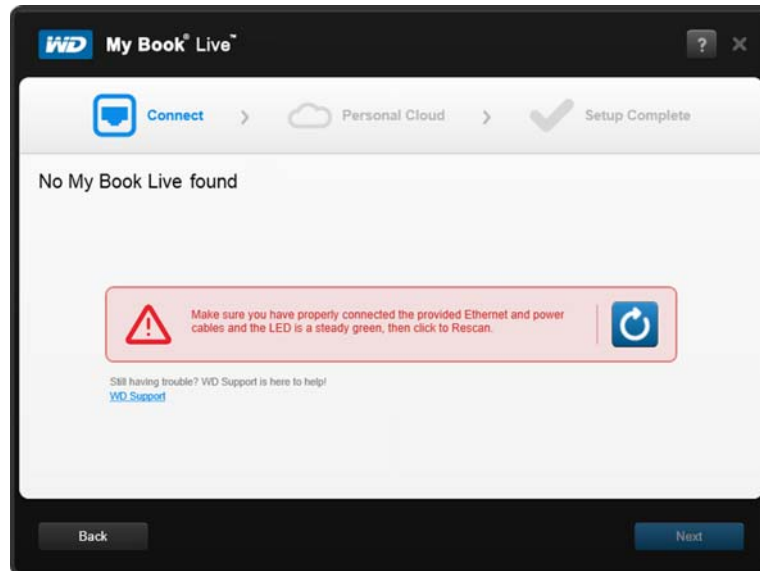 WD My Book® Live™ ? ×
Connect > Personal Cloud > Setup Complete
No My Book Live found
Make sure you have properly connected the provided Ethernet and power
cables and the LED is a steady green, then click to Rescan.
Still having trouble? WD Support is here to help!
WD Support
Back Next